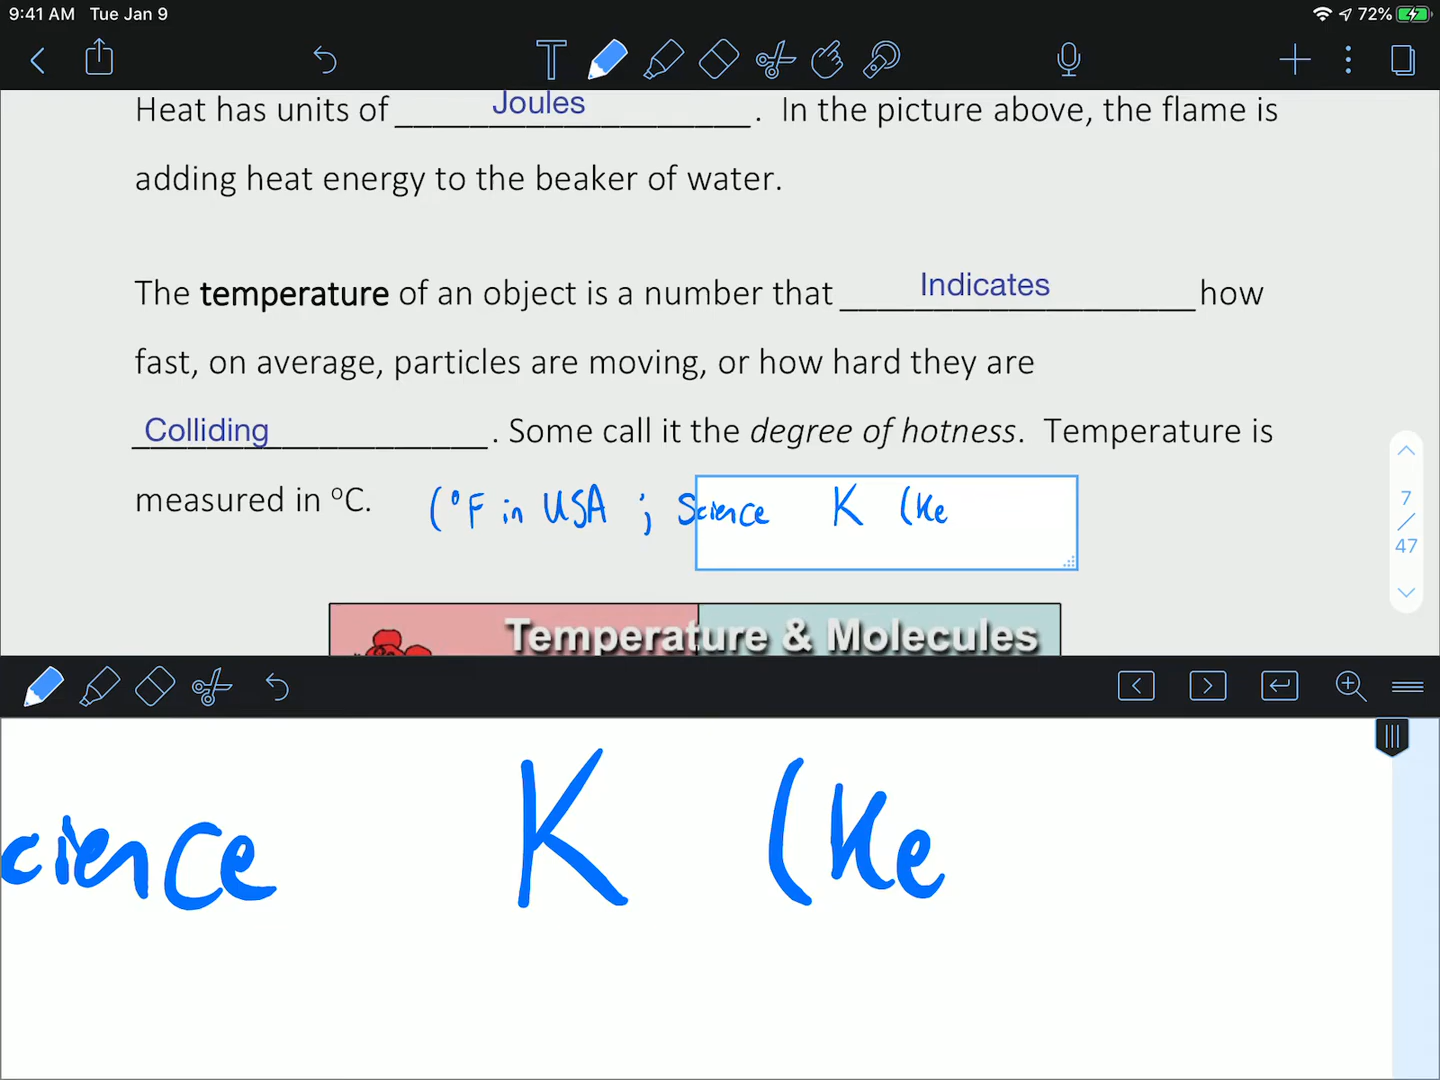 9:41 AM Tue Jan 9 72%
Heat has units of ____________________. In the picture above, the flame is
Joules
adding heat energy to the beaker of water.
The temperature of an object is a number that ____________________ how
Indicates
fast, on average, particles are moving, or how hard they are
____________________. Some call it the degree of hotness. Temperature is
Colliding
measured in °C. (°F in USA ; Science K (Ke
Temperature & Molecules
7
/
47
cience K (Ke